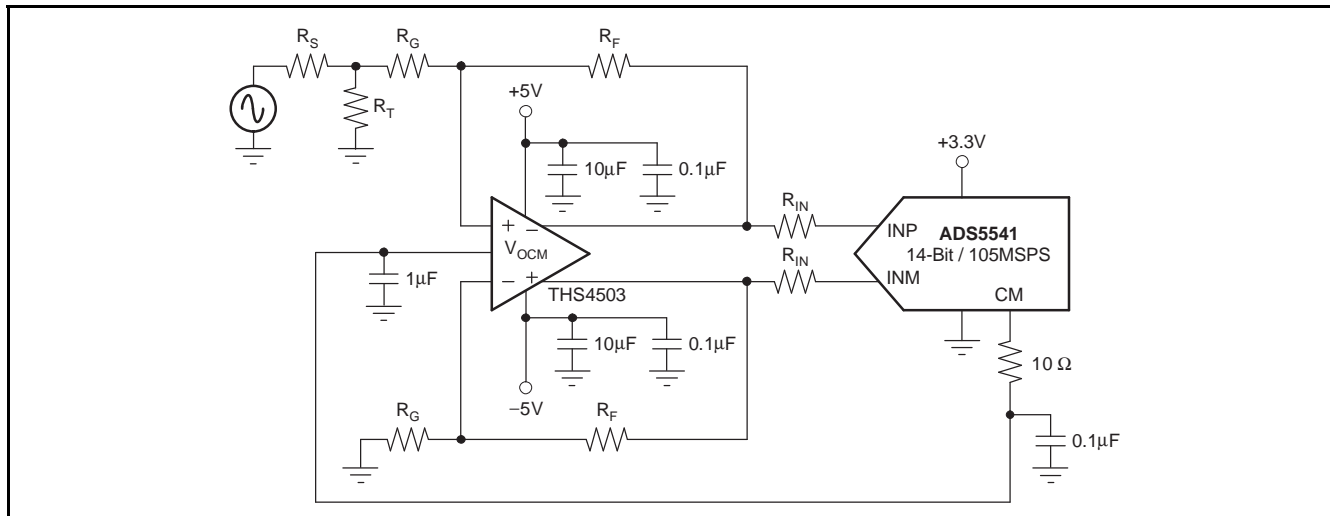 R_S
R_G
R_F
R_T
+5V
10μF
0.1μF
+3.3V
R_IN
INP
ADS5541
14-Bit / 105MSPS
R_IN
INM
CM
+ −
V_OCM
− +
THS4503
1μF
10μF
0.1μF
10 Ω
−5V
R_G
R_F
0.1μF